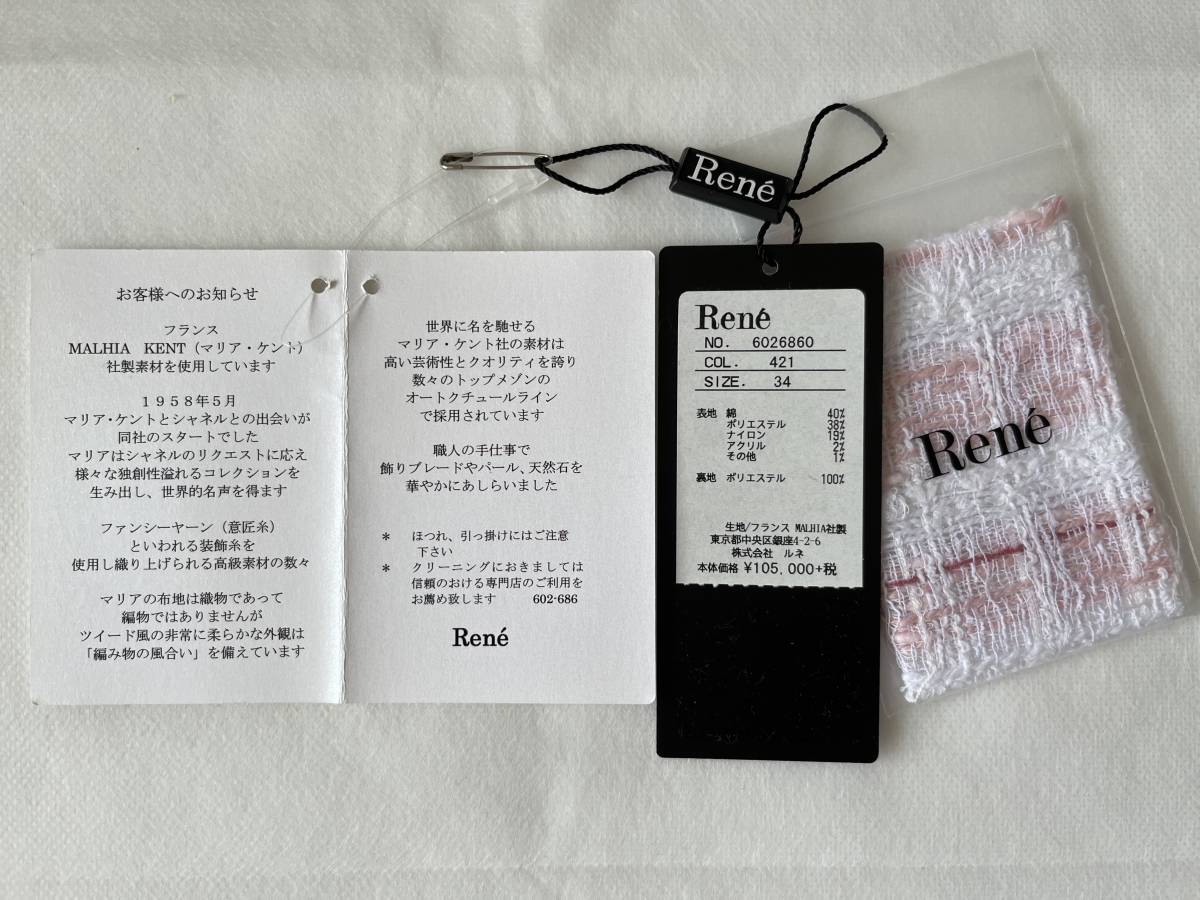 お客様へのお知らせ
フランス
MALHIA KENT（マリア・ケント）
社製素材を使用しています
１９５８年５月
マリア・ケントとシャネルとの出会いが
同社のスタートでした
マリアはシャネルのリクエストに応え
様々な独創性溢れるコレクションを
生み出し、世界的名声を得ます
ファンシーヤーン（意匠糸）
といわれる装飾糸を
使用し織り上げられる高級素材の数々
マリアの布地は織物であって
編物ではありませんが
ツイード風の非常に柔らかな外観は
「編み物の風合い」を備えています
世界に名を馳せる
マリア・ケント社の素材は
高い芸術性とクオリティを誇り
数々のトップメゾンの
オートクチュールライン
で採用されています
職人の手仕事で
飾りブレードやパール、天然石を
華やかにあしらいました
＊ ほつれ、引っ掛けにはご注意
下さい
＊ クリーニングにおきましては
信頼のおける専門店のご利用を
お薦め致します 602-686
René
René
René
NO. 6026860
COL. 421
SIZE. 34
表地 綿 40%
ポリエステル 38%
ナイロン 19%
アクリル 2%
その他 1%
裏地 ポリエステル 100%
生地/フランス MALHIA社製
東京都中央区銀座4-2-6
株式会社 ルネ
本体価格 ¥105,000+税
René